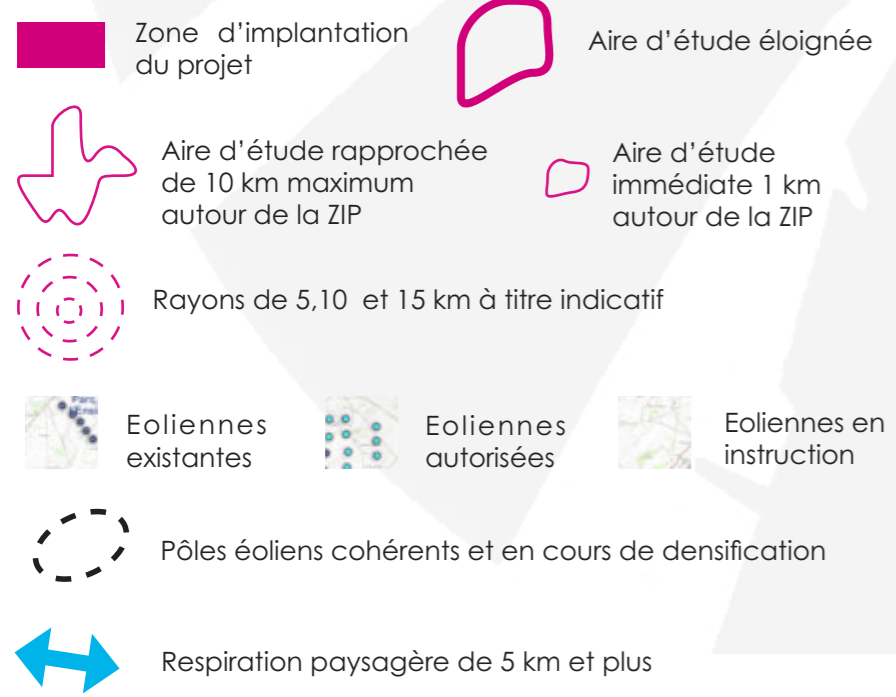 Zone d'implantation
du projet
Aire d'étude éloignée
Aire d'étude rapprochée
de 10 km maximum
autour de la ZIP
Aire d'étude
immédiate 1 km
autour de la ZIP
Rayons de 5,10 et 15 km à titre indicatif
Parc
Eoliennes
existantes
Eoliennes
autorisées
Eoliennes en
instruction
Pôles éoliens cohérents et en cours de densification
Respiration paysagère de 5 km et plus